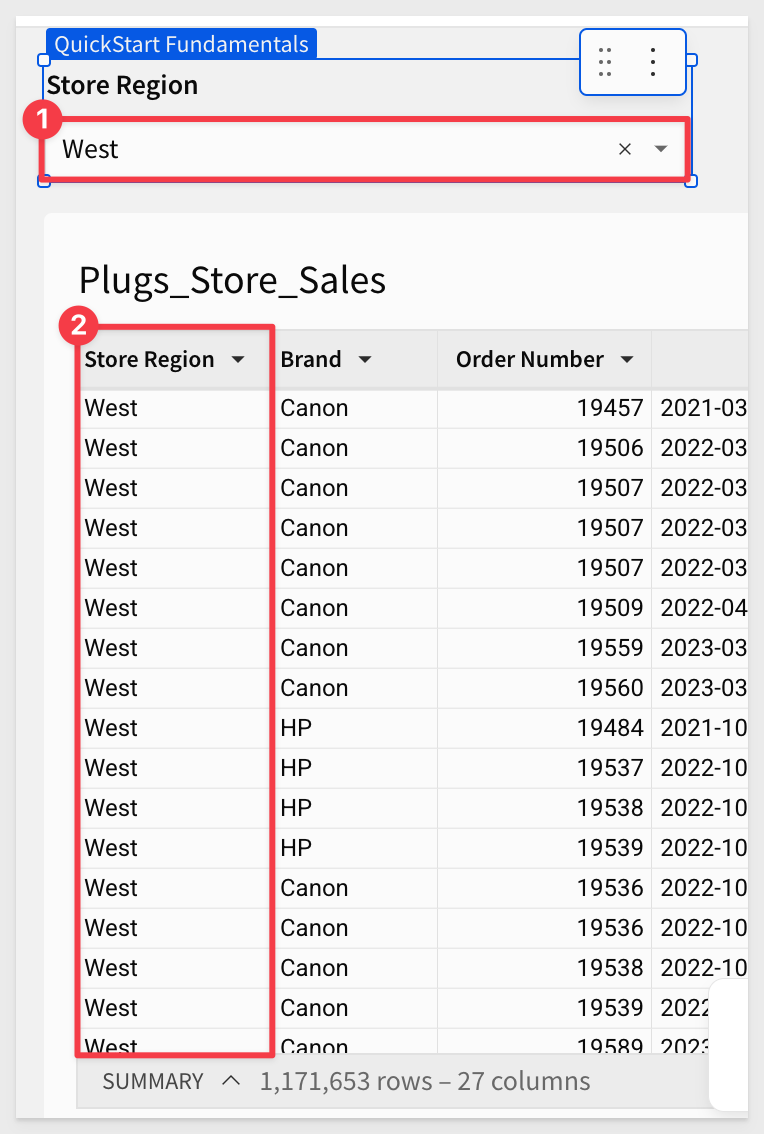 QuickStart Fundamentals
Store Region
1
West
Plugs_Store_Sales
2
Store Region Brand Order Number
West Canon 19457 2021-03
West Canon 19506 2022-03
West Canon 19507 2022-03
West Canon 19507 2022-03
West Canon 19507 2022-03
West Canon 19509 2022-04
West Canon 19559 2023-03
West Canon 19560 2023-03
West HP 19484 2021-10
West HP 19537 2022-10
West HP 19538 2022-10
West HP 19539 2022-10
West Canon 19536 2022-10
West Canon 19536 2022-10
West Canon 19538 2022-10
West Canon 19539 2022
West Canon 19589 2023
SUMMARY 1,171,653 rows – 27 columns